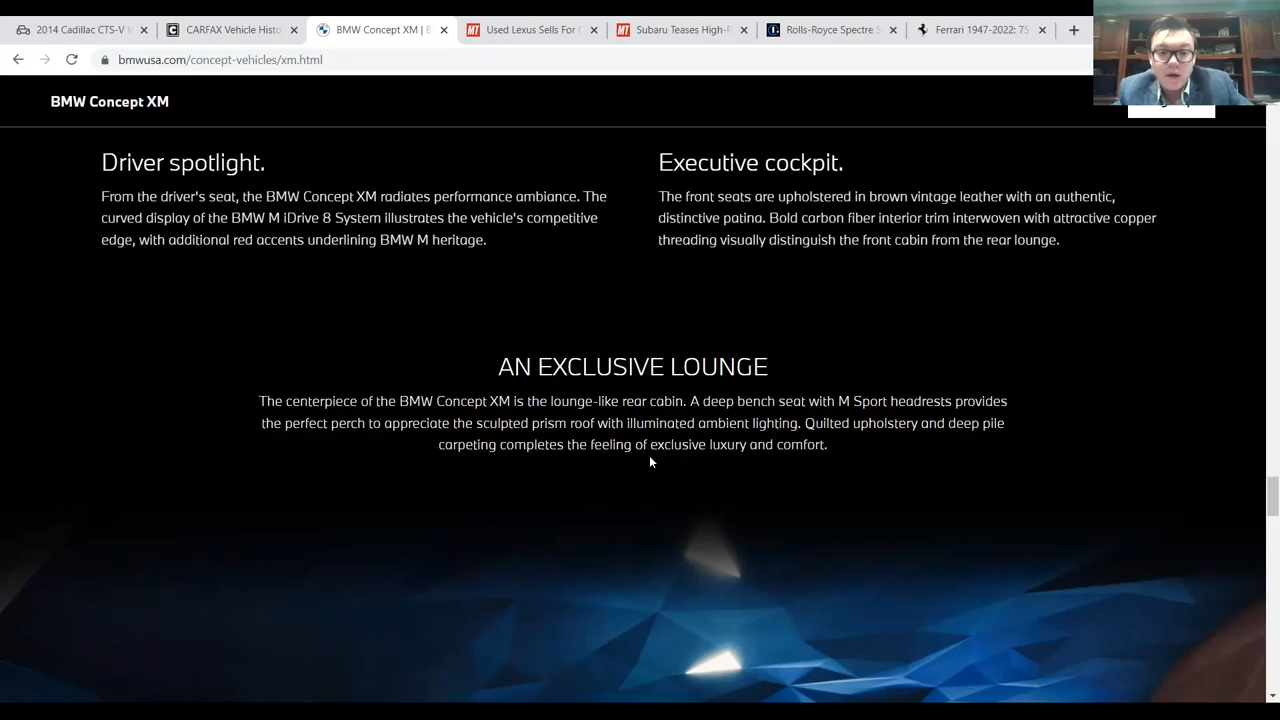 2014 Cadillac CTS-V
CARFAX Vehicle Histo
BMW Concept XM | B
Used Lexus Sells For
Subaru Teases High-P
Rolls-Royce Spectre S
Ferrari 1947-2022: 75
bmwusa.com/concept-vehicles/xm.html
BMW Concept XM
Driver spotlight.
From the driver's seat, the BMW Concept XM radiates performance ambiance. The
curved display of the BMW M iDrive 8 System illustrates the vehicle's competitive
edge, with additional red accents underlining BMW M heritage.
Executive cockpit.
The front seats are upholstered in brown vintage leather with an authentic,
distinctive patina. Bold carbon fiber interior trim interwoven with attractive copper
threading visually distinguish the front cabin from the rear lounge.
AN EXCLUSIVE LOUNGE
The centerpiece of the BMW Concept XM is the lounge-like rear cabin. A deep bench seat with M Sport headrests provides
the perfect perch to appreciate the sculpted prism roof with illuminated ambient lighting. Quilted upholstery and deep pile
carpeting completes the feeling of exclusive luxury and comfort.